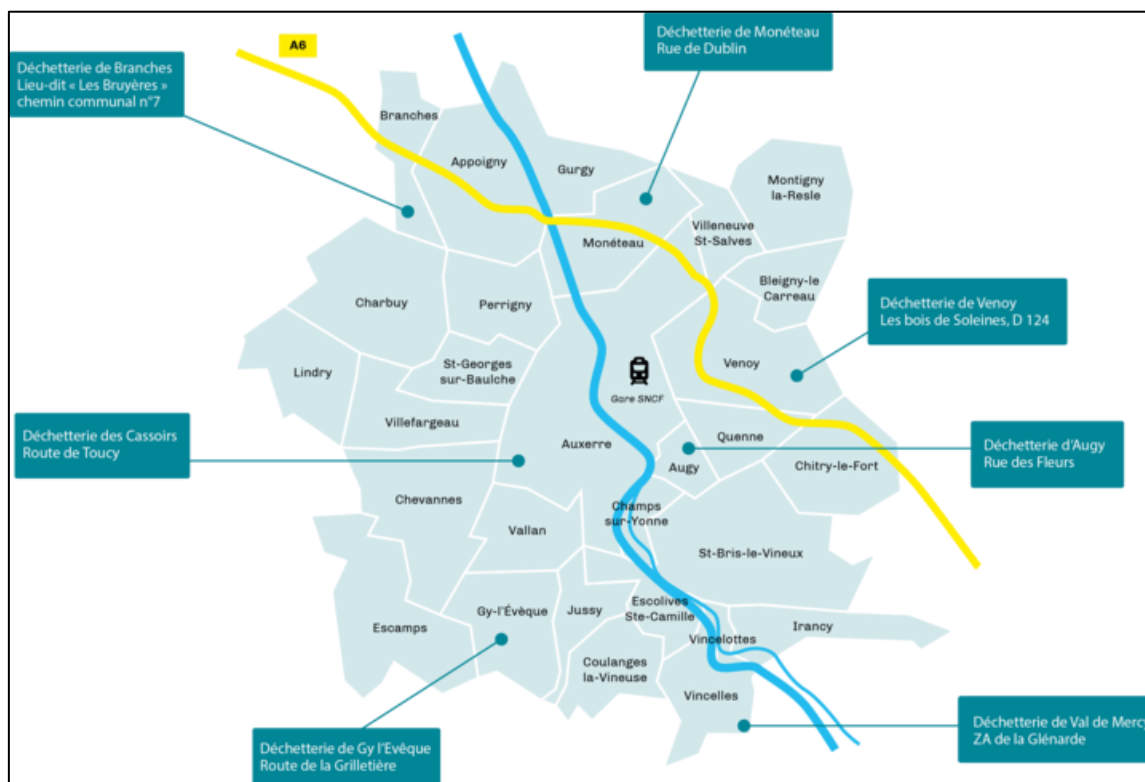 A6
Déchetterie de Monéteau
Rue de Dublin
Déchetterie de Branches
Lieu-dit « Les Bruyères »
chemin communal n°7
Branches
Appoigny
Gurgy
Montigny
la-Resle
Villeneuve
St-Salves
Monéteau
Bleigny-le
Carreau
Charbuy
Perrigny
Déchetterie de Venoy
Les bois de Soleines, D 124
Venoy
Lindry
St-Georges
sur-Baulche
Gare SNCF
Villefargeau
Déchetterie des Cassoirs
Route de Toucy
Auxerre
Quenne
Augy
Déchetterie d'Augy
Rue des Fleurs
Chitry-le-Fort
Chevannes
Champs
sur-Yonne
Vallan
St-Bris-le-Vineux
Escamps
Gy-l'Évèque
Jussy
Escolives
Ste-Camille
Vincelottes
Irancy
Coulanges
la-Vineuse
Vincelles
Déchetterie de Gy l'Evêque
Route de la Grilletière
Déchetterie de Val de Mercy
ZA de la Glénarde